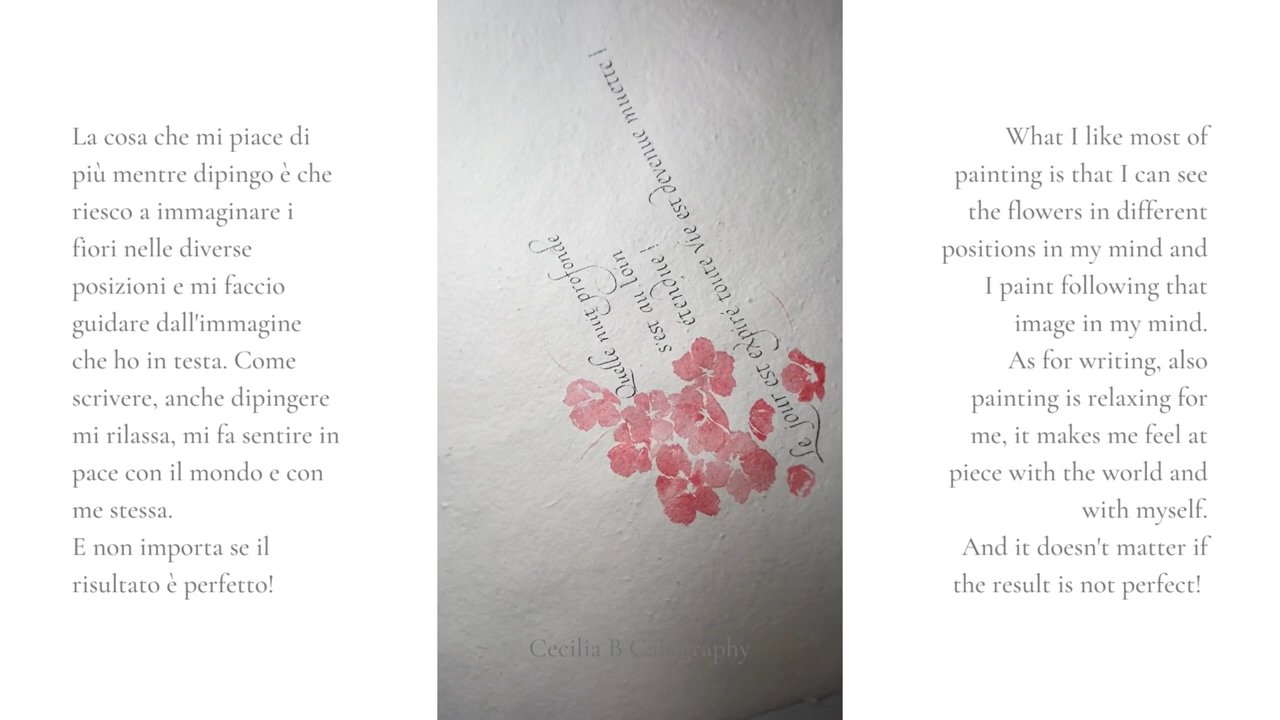 La cosa che mi piace di
più mentre dipingo è che
riesco a immaginare i
fiori nelle diverse
posizioni e mi faccio
guidare dall'immagine
che ho in testa. Come
scrivere, anche dipingere
mi rilassa, mi fa sentire in
pace con il mondo e con
me stessa.
E non importa se il
risultato è perfetto!
Quelle nuit profonde
s'est au loin
étendue !
Le jour est expiré toute vie est devenue muette !
Cecilia B Calligraphy
What I like most of
painting is that I can see
the flowers in different
positions in my mind and
I paint following that
image in my mind.
As for writing, also
painting is relaxing for
me, it makes me feel at
piece with the world and
with myself.
And it doesn't matter if
the result is not perfect!